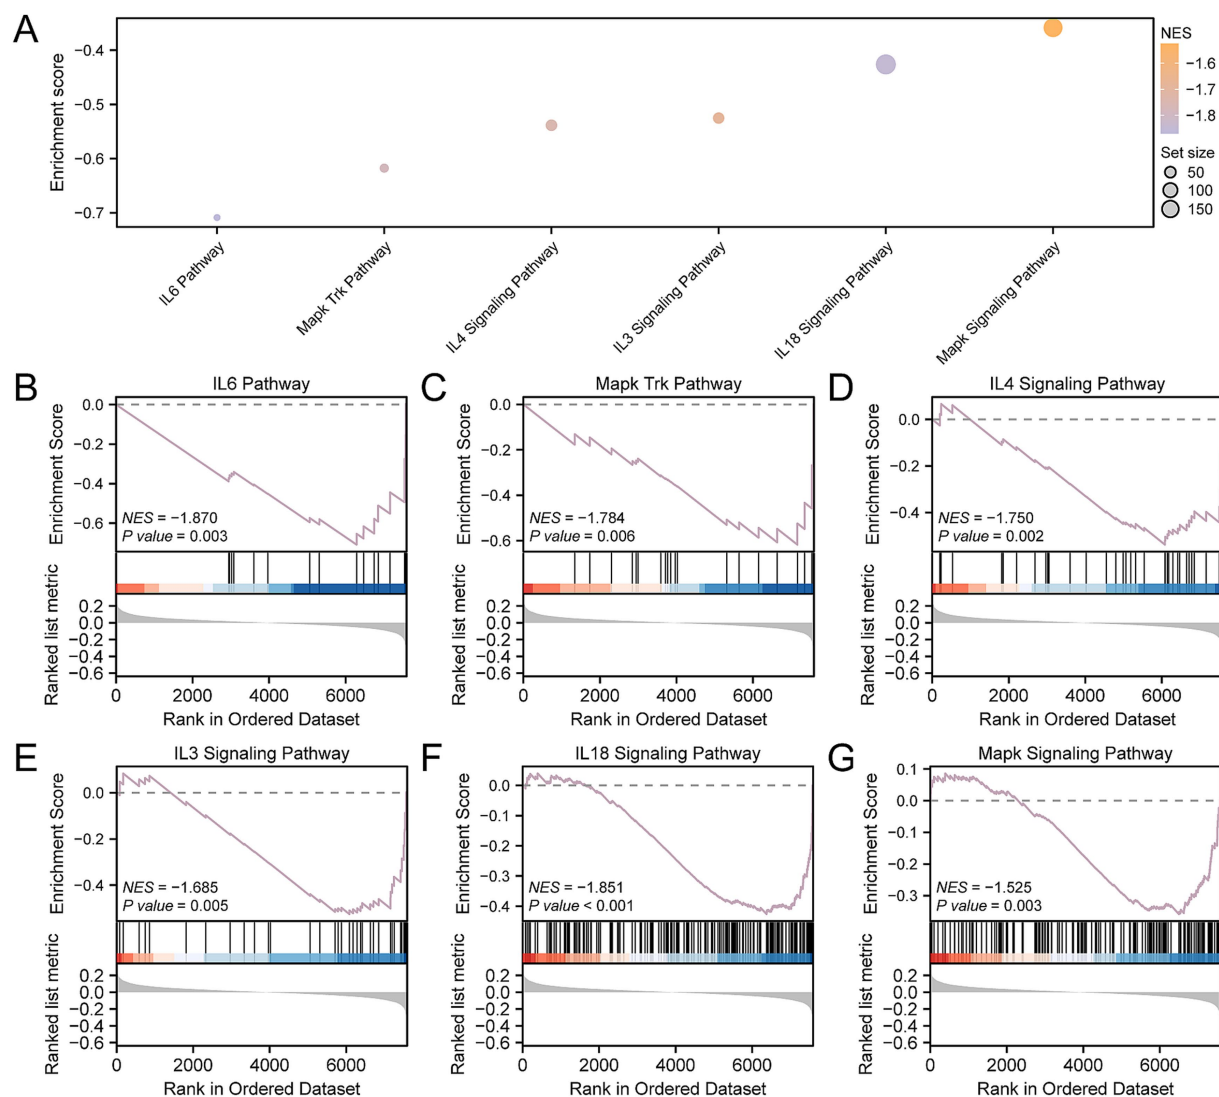 A
Enrichment score
−0.4
−0.5
−0.6
−0.7
IL6 Pathway
Mapk Trk Pathway
IL4 Signaling Pathway
IL3 Signaling Pathway
IL18 Signaling Pathway
Mapk Signaling Pathway
NES
−1.6
−1.7
−1.8
Set size
50
100
150
B
IL6 Pathway
Enrichment Score
0.0
−0.2
−0.4
−0.6
NES = −1.870
P value = 0.003
Ranked list metric
0.2
0.0
−0.2
−0.4
−0.6
0 2000 4000 6000
Rank in Ordered Dataset
C
Mapk Trk Pathway
Enrichment Score
0.0
−0.2
−0.4
−0.6
NES = −1.784
P value = 0.006
Ranked list metric
0.2
0.0
−0.2
−0.4
−0.6
0 2000 4000 6000
Rank in Ordered Dataset
D
IL4 Signaling Pathway
Enrichment Score
0.0
−0.2
−0.4
NES = −1.750
P value = 0.002
Ranked list metric
0.2
0.0
−0.2
−0.4
−0.6
0 2000 4000 6000
Rank in Ordered Dataset
E
IL3 Signaling Pathway
Enrichment Score
0.0
−0.2
−0.4
NES = −1.685
P value = 0.005
Ranked list metric
0.2
0.0
−0.2
−0.4
−0.6
0 2000 4000 6000
Rank in Ordered Dataset
F
IL18 Signaling Pathway
Enrichment Score
0.0
−0.1
−0.2
−0.3
−0.4
NES = −1.851
P value < 0.001
Ranked list metric
0.2
0.0
−0.2
−0.4
−0.6
0 2000 4000 6000
Rank in Ordered Dataset
G
Mapk Signaling Pathway
Enrichment Score
0.1
0.0
−0.1
−0.2
−0.3
NES = −1.525
P value = 0.003
Ranked list metric
0.2
0.0
−0.2
−0.4
−0.6
0 2000 4000 6000
Rank in Ordered Dataset